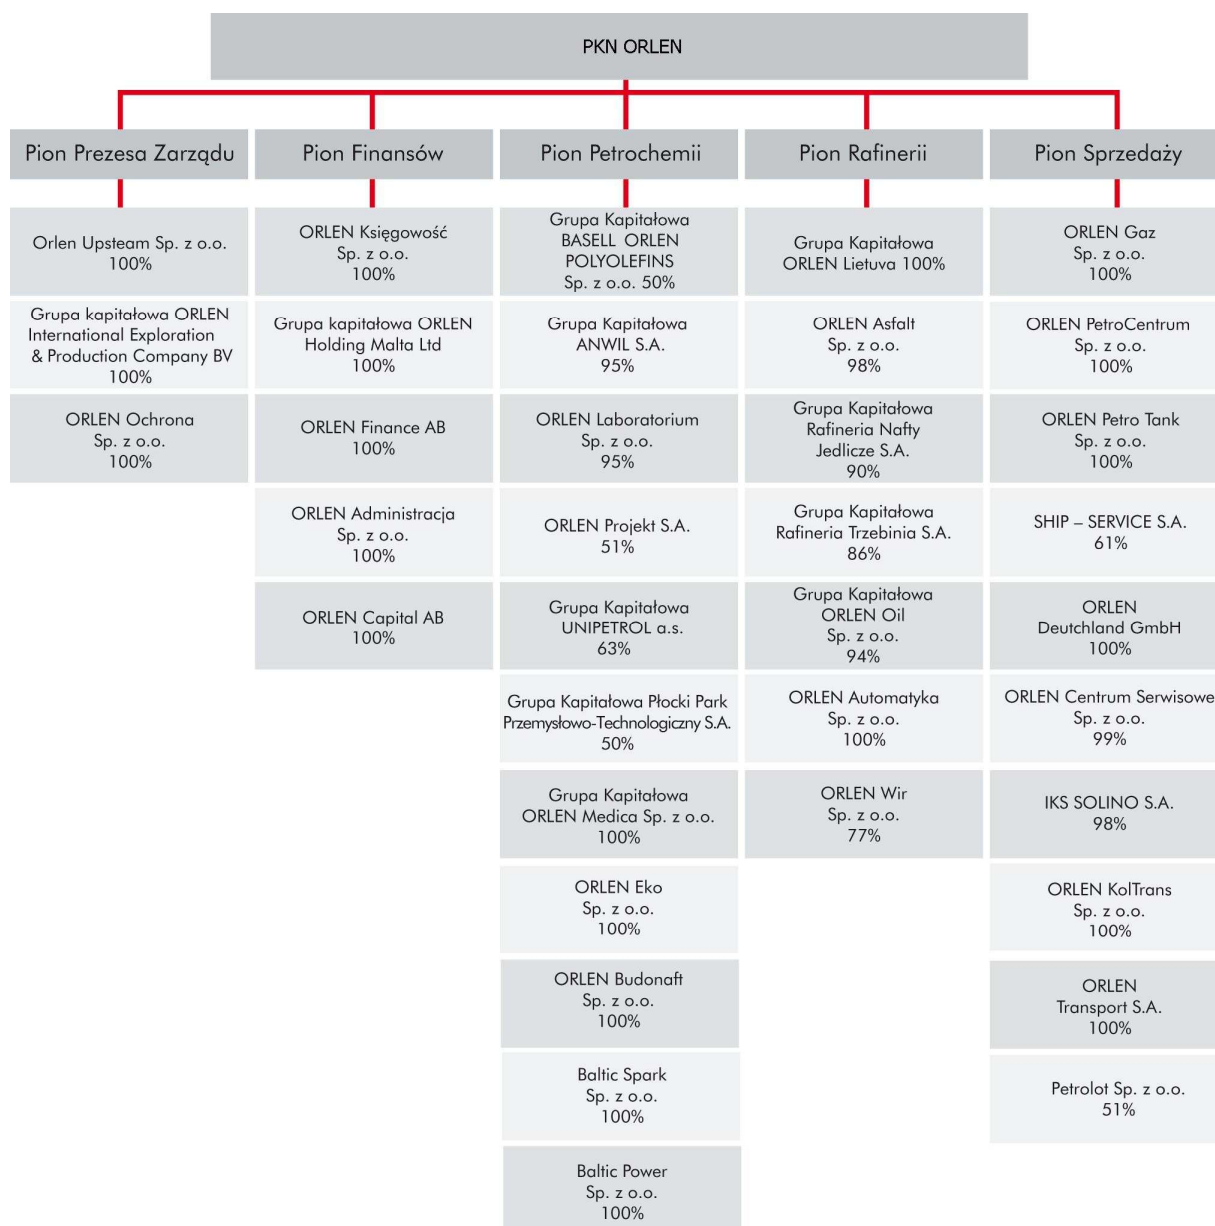 PKN ORLEN
Pion Prezesa Zarządu
Orlen Upsteam Sp. z o.o.
100%
Grupa kapitałowa ORLEN
International Exploration
& Production Company BV
100%
ORLEN Ochrona
Sp. z o.o.
100%
Pion Finansów
ORLEN Księgowość
Sp. z o.o.
100%
Grupa kapitałowa ORLEN
Holding Malta Ltd
100%
ORLEN Finance AB
100%
ORLEN Administracja
Sp. z o.o.
100%
ORLEN Capital AB
100%
Pion Petrochemii
Grupa Kapitałowa
BASELL ORLEN
POLYOLEFINS
Sp. z o.o. 50%
Grupa Kapitałowa
ANWIL S.A.
95%
ORLEN Laboratorium
Sp. z o.o.
95%
ORLEN Projekt S.A.
51%
Grupa Kapitałowa
UNIPETROL a.s.
63%
Grupa Kapitałowa Płocki Park
Przemysłowo-Technologiczny S.A.
50%
Grupa Kapitałowa
ORLEN Medica Sp. z o.o.
100%
ORLEN Eko
Sp. z o.o.
100%
ORLEN Budonaft
Sp. z o.o.
100%
Baltic Spark
Sp. z o.o.
100%
Baltic Power
Sp. z o.o.
100%
Pion Rafinerii
Grupa Kapitałowa
ORLEN Lietuva 100%
ORLEN Asfalt
Sp. z o.o.
98%
Grupa Kapitałowa
Rafineria Nafty
Jedlicze S.A.
90%
Grupa Kapitałowa
Rafineria Trzebinia S.A.
86%
Grupa Kapitałowa
ORLEN Oil
Sp. z o.o.
94%
ORLEN Automatyka
Sp. z o.o.
100%
ORLEN Wir
Sp. z o.o.
77%
Pion Sprzedaży
ORLEN Gaz
Sp. z o.o.
100%
ORLEN PetroCentrum
Sp. z o.o.
100%
ORLEN Petro Tank
Sp. z o.o.
100%
SHIP – SERVICE S.A.
61%
ORLEN
Deutchland GmbH
100%
ORLEN Centrum Serwisowe
Sp. z o.o.
99%
IKS SOLINO S.A.
98%
ORLEN KolTrans
Sp. z o.o.
100%
ORLEN
Transport S.A.
100%
Petrolot Sp. z o.o.
51%